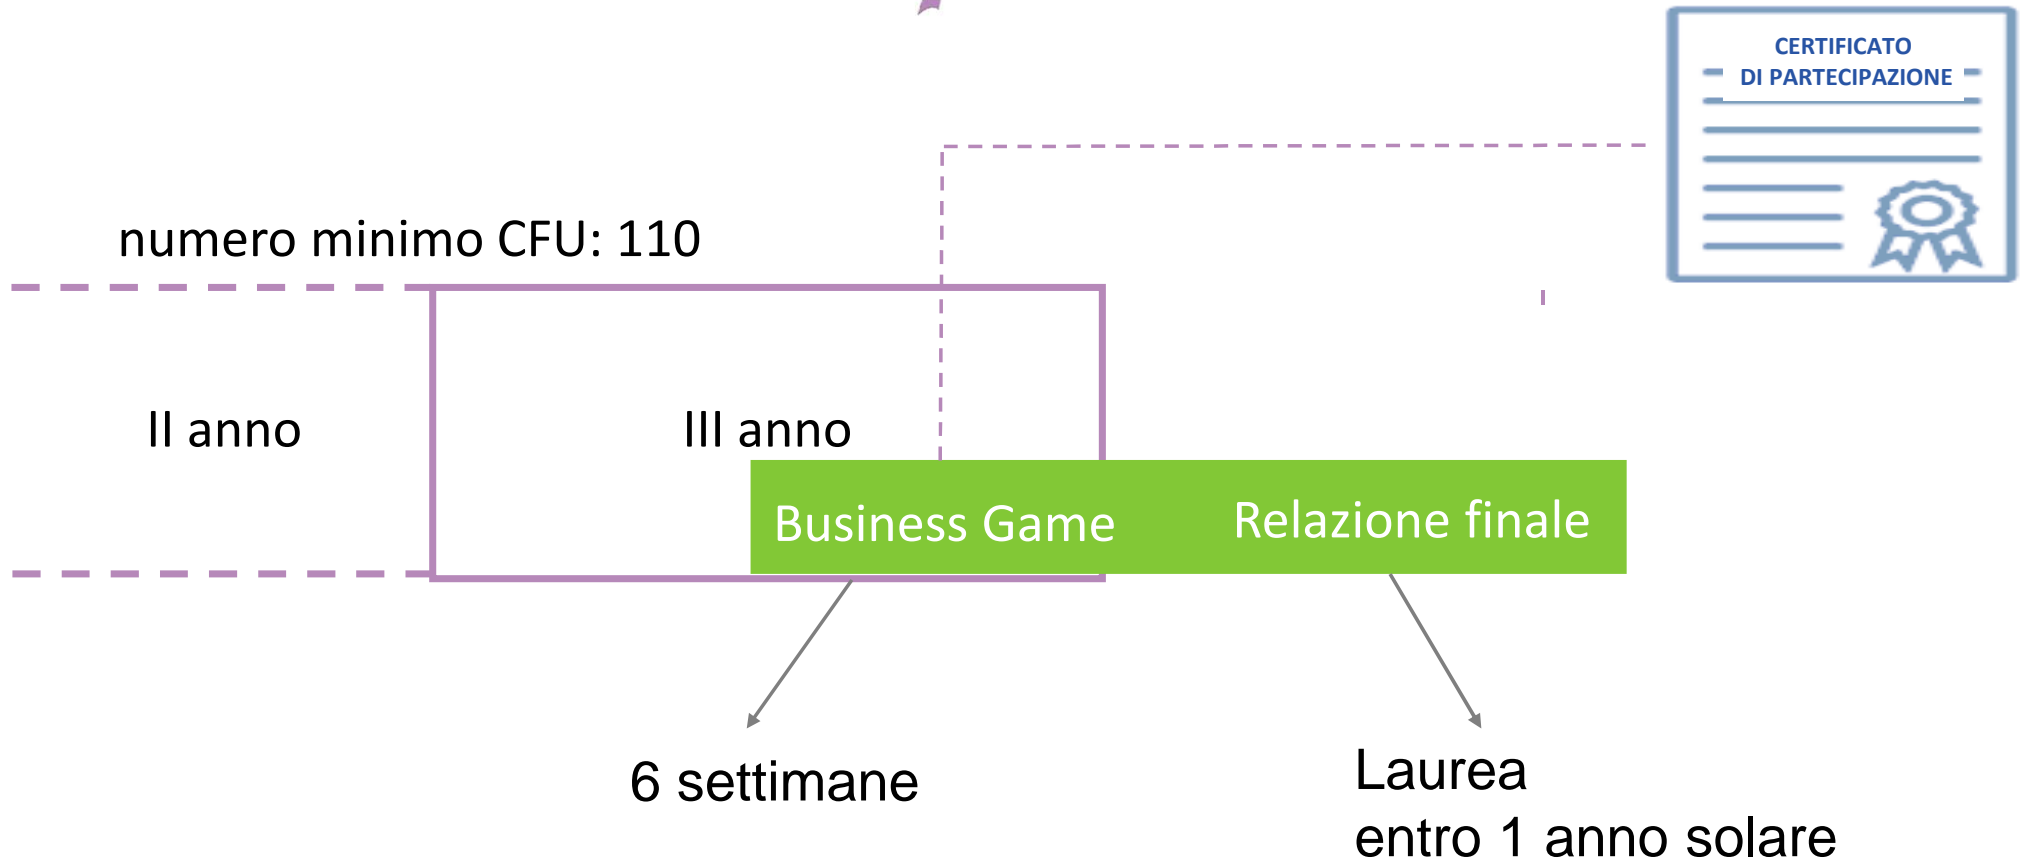 CERTIFICATO
DI PARTECIPAZIONE
numero minimo CFU: 110
II anno
III anno
Business Game
Relazione finale
6 settimane
Laurea
entro 1 anno solare